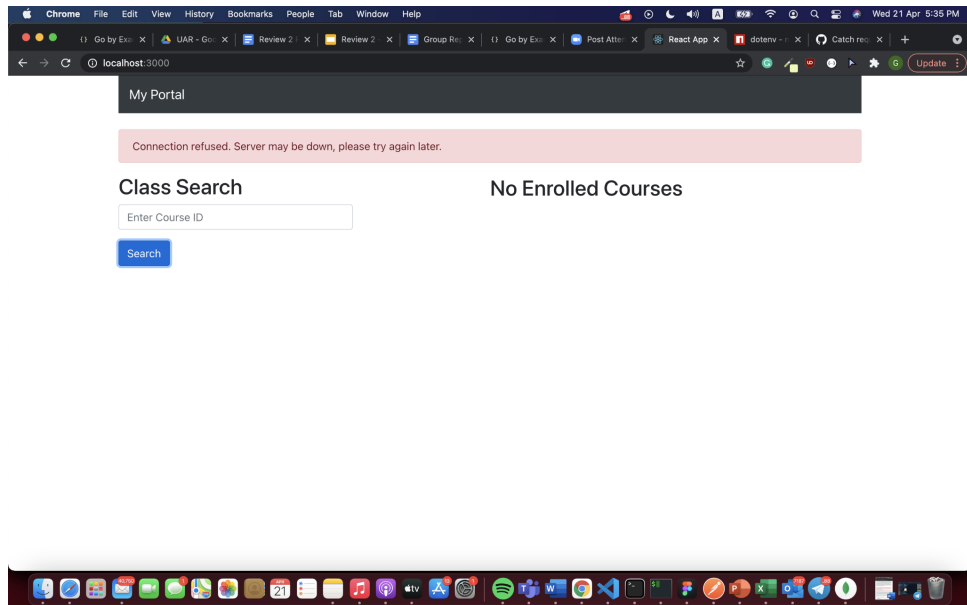 Chrome File Edit View History Bookmarks People Tab Window Help Wed 21 Apr 5:35 PM
Go by Exa UAR - Goo Review 2 Review 2 Group Rep Go by Exa Post Atten React App dotenv - n Catch req
localhost:3000 Update
My Portal
Connection refused. Server may be down, please try again later.
Class Search
No Enrolled Courses
Enter Course ID
Search